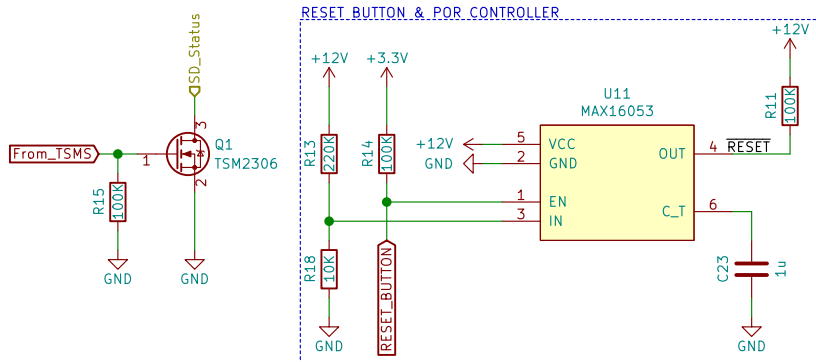 RESET BUTTON & POR CONTROLLER
SD_Status
+12V
+3.3V
+12V
U11
MAX16053
R11
100K
3
Q1
TSM2306
From_TSMS
1
2
R15
100K
GND
GND
R13
220K
R14
100K
+12V
GND
5
VCC
2
GND
1
EN
3
IN
OUT
4
RESET
C_T
6
R18
10K
RESET_BUTTON
GND
C23
1u
GND